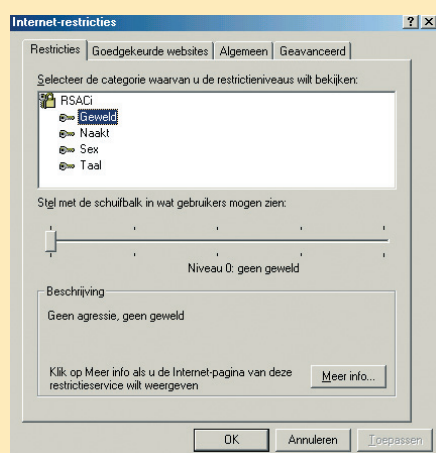 Internet-restricties
Restricties Goedgekeurde websites Algemeen Geavanceerd
Selecteer de categorie waarvan u de restrictieniveaus wilt bekijken:
RSACi
Geweld
Naakt
Sex
Taal
Stel met de schuifbalk in wat gebruikers mogen zien:
Niveau 0: geen geweld
Beschrijving
Geen agressie, geen geweld
Klik op Meer info als u de Internet-pagina van deze
restrictieservice wilt weergeven
Meer info...
OK Annuleren Toepassen